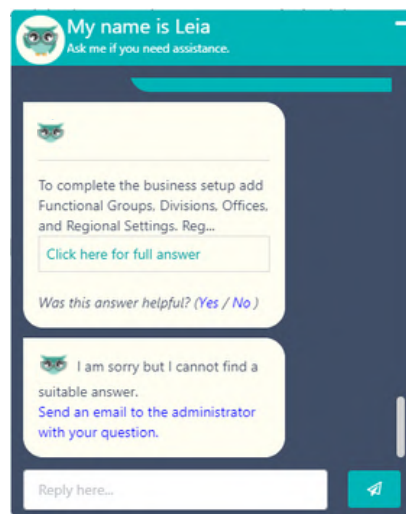 My name is Leia
Ask me if you need assistance.
To complete the business setup add
Functional Groups, Divisions, Offices,
and Regional Settings. Reg...
Click here for full answer
Was this answer helpful? (Yes / No )
I am sorry but I cannot find a
suitable answer.
Send an email to the administrator
with your question.
Reply here...